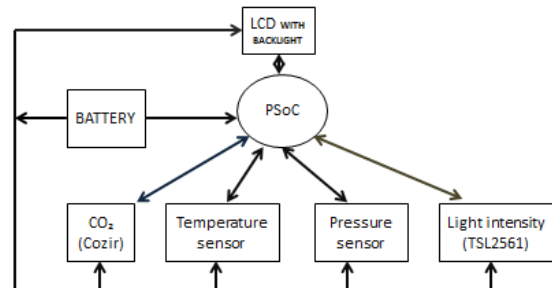 LCD WITH
BACKLIGHT
PSoC
BATTERY
CO₂
(Cozir)
Temperature
sensor
Pressure
sensor
Light intensity
(TSL2561)